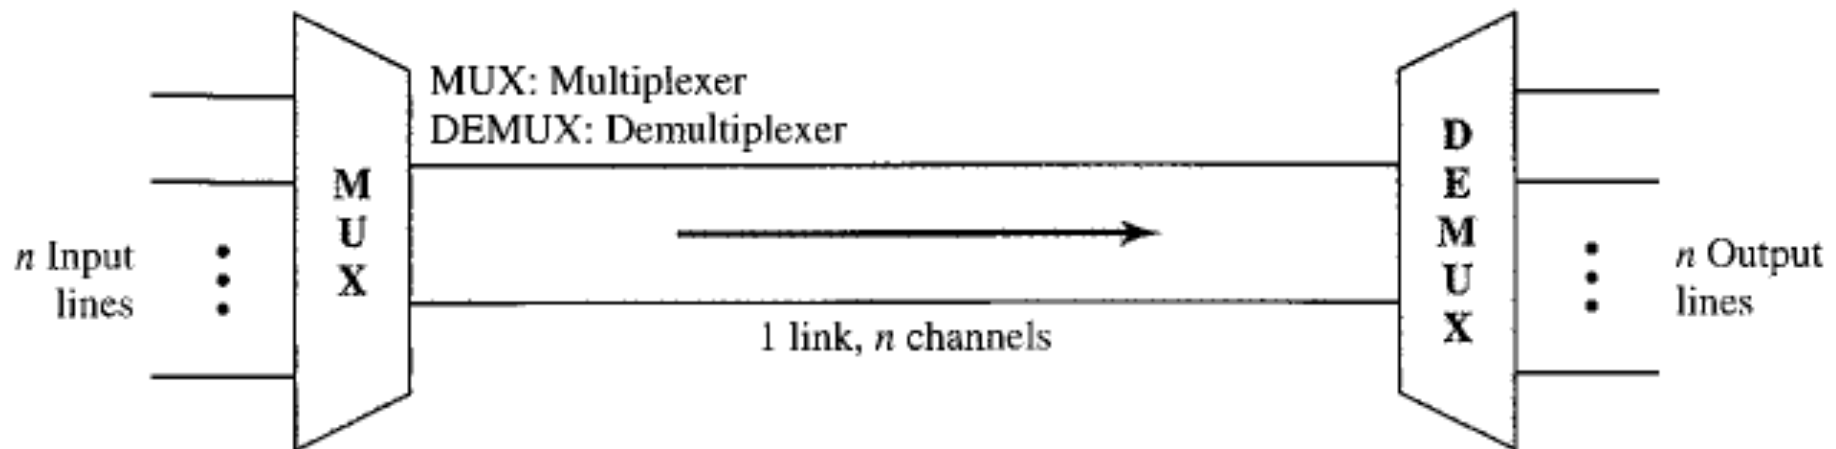 MUX: Multiplexer
DEMUX: Demultiplexer
M
U
X
D
E
M
U
X
n Input
lines
1 link, n channels
n Output
lines